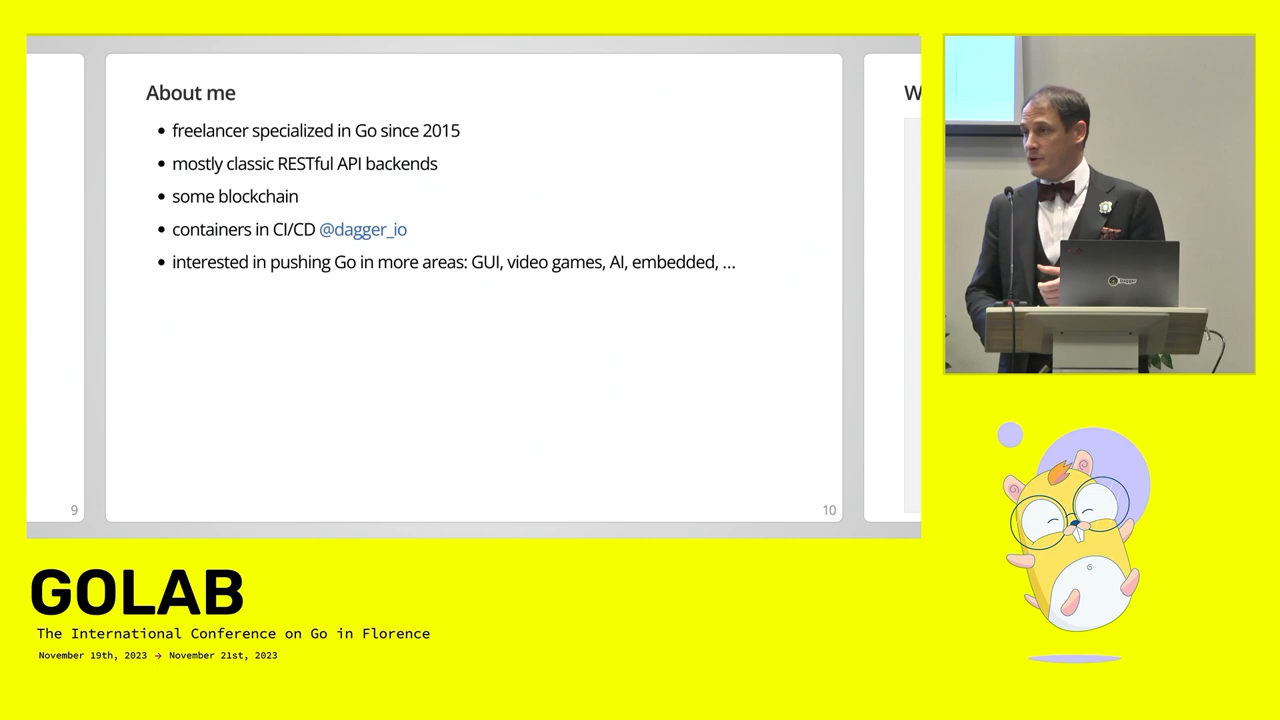 About me
• freelancer specialized in Go since 2015
• mostly classic RESTful API backends
• some blockchain
• containers in CI/CD @dagger_io
• interested in pushing Go in more areas: GUI, video games, AI, embedded, ...
9
10
W
Dagger
GOLAB
The International Conference on Go in Florence
November 19th, 2023 → November 21st, 2023